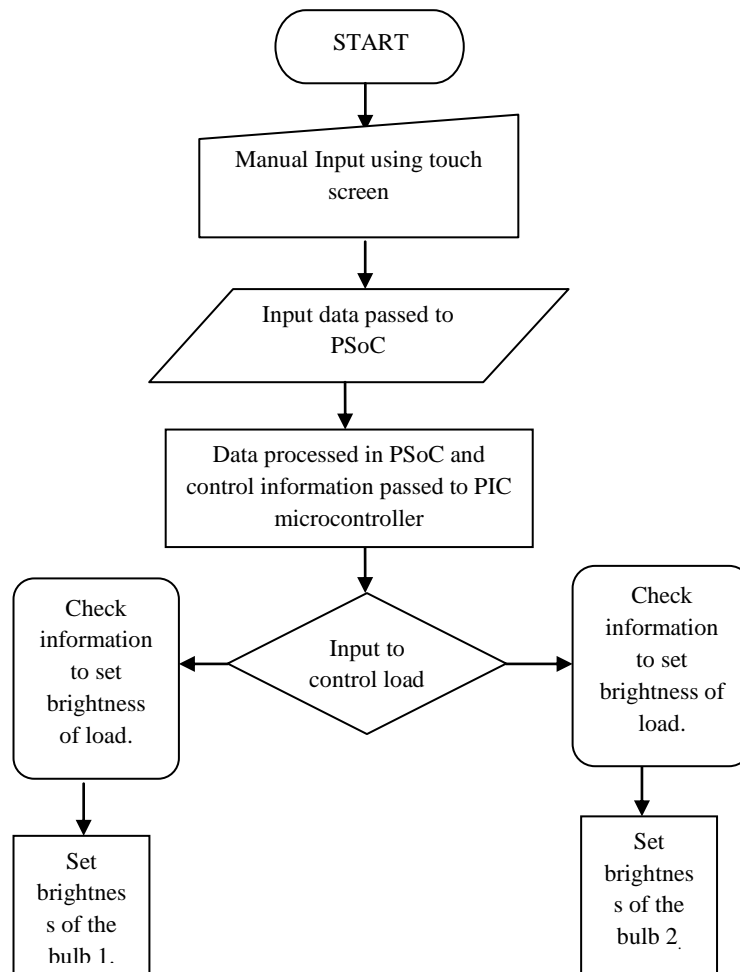 START
Manual Input using touch
screen
Input data passed to
PSoC
Data processed in PSoC and
control information passed to PIC
microcontroller
Input to
control load
Check
information
to set
brightness
of load.
Check
information
to set
brightness of
load.
Set
brightnes
s of the
bulb 1.
Set
brightnes
s of the
bulb 2.